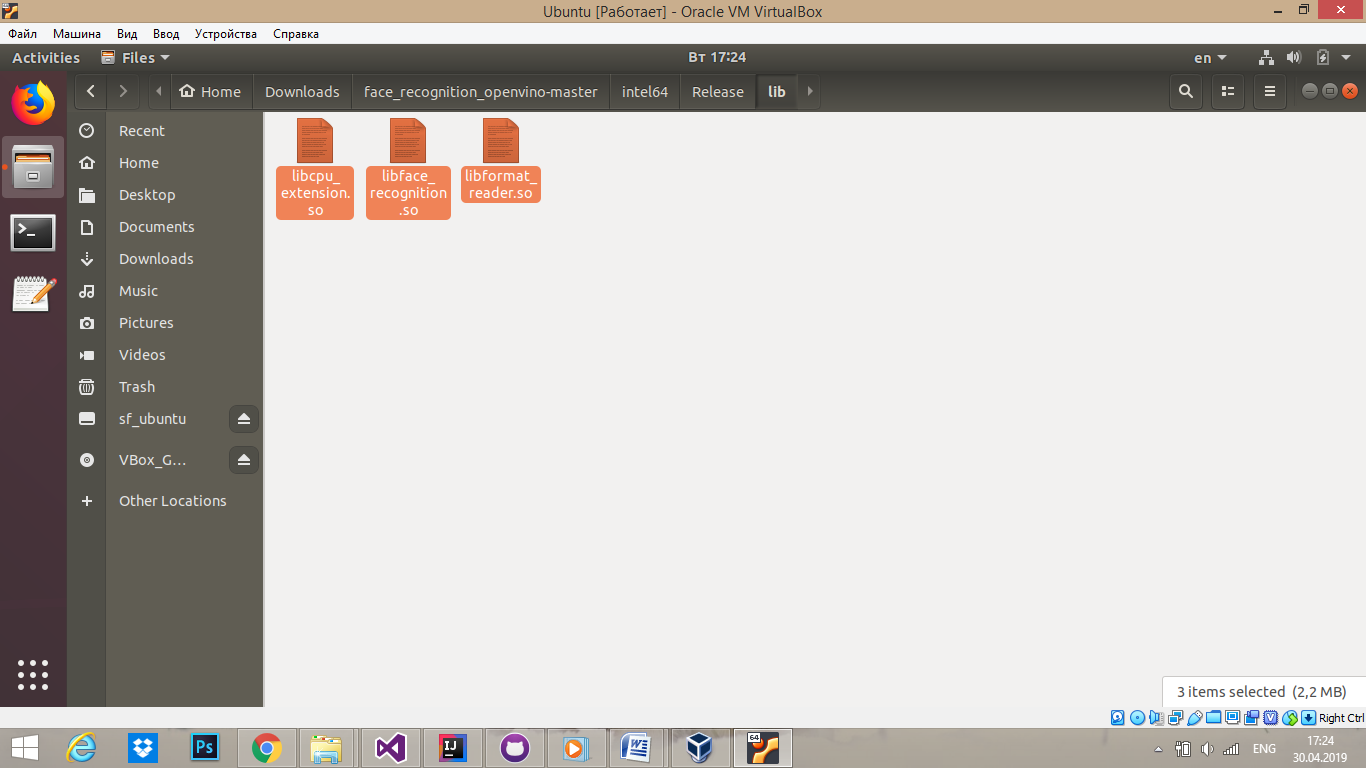 Ubuntu [Работает] - Oracle VM VirtualBox
Файл Машина Вид Ввод Устройства Справка
Activities Files Вт 17:24 en
Home Downloads face_recognition_openvino-master intel64 Release lib
Recent
Home
Desktop
Documents
Downloads
Music
Pictures
Videos
Trash
sf_ubuntu
VBox_G...
Other Locations
libcpu_
extension.
so
libface_
recognition
.so
libformat_
reader.so
3 items selected (2,2 MB)
Right Ctrl
Ps
IJ
64
ENG
17:24
30.04.2019